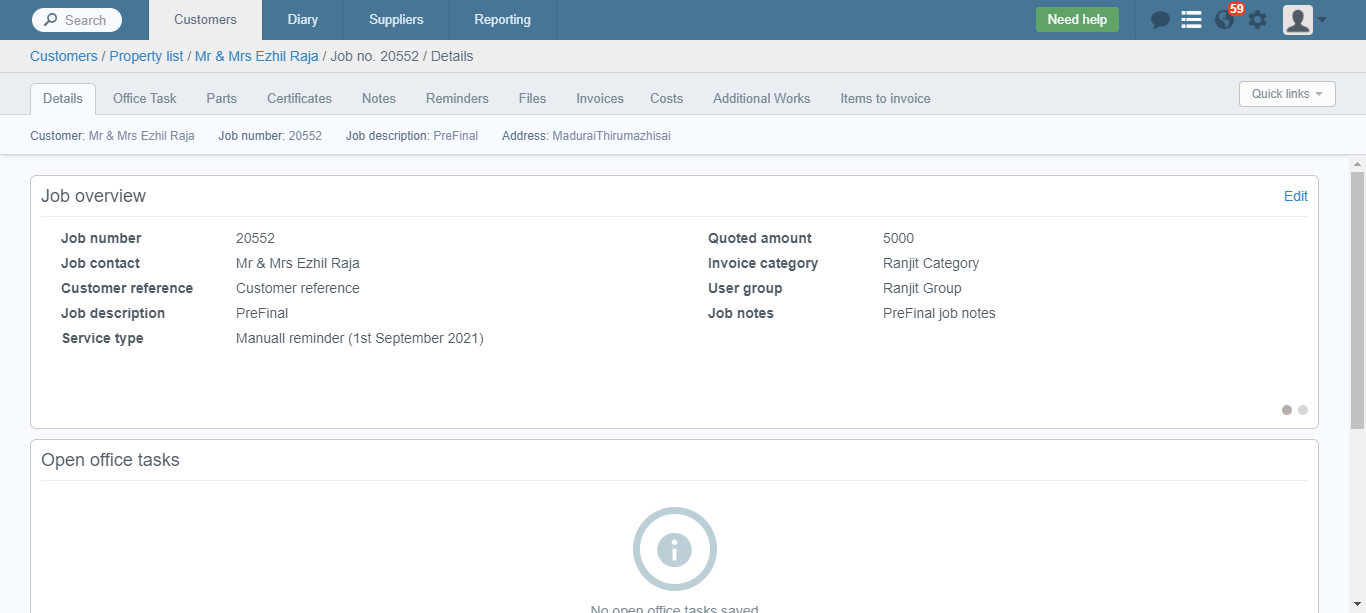 Search Customers Diary Suppliers Reporting Need help 59
Customers / Property list / Mr & Mrs Ezhil Raja / Job no. 20552 / Details
Details Office Task Parts Certificates Notes Reminders Files Invoices Costs Additional Works Items to invoice Quick links
Customer: Mr & Mrs Ezhil Raja Job number: 20552 Job description: PreFinal Address: MaduraiThirumazhisai
Job overview Edit
Job number 20552 Quoted amount 5000
Job contact Mr & Mrs Ezhil Raja Invoice category Ranjit Category
Customer reference Customer reference User group Ranjit Group
Job description PreFinal Job notes PreFinal job notes
Service type Manuall reminder (1st September 2021)
Open office tasks
No open office tasks saved